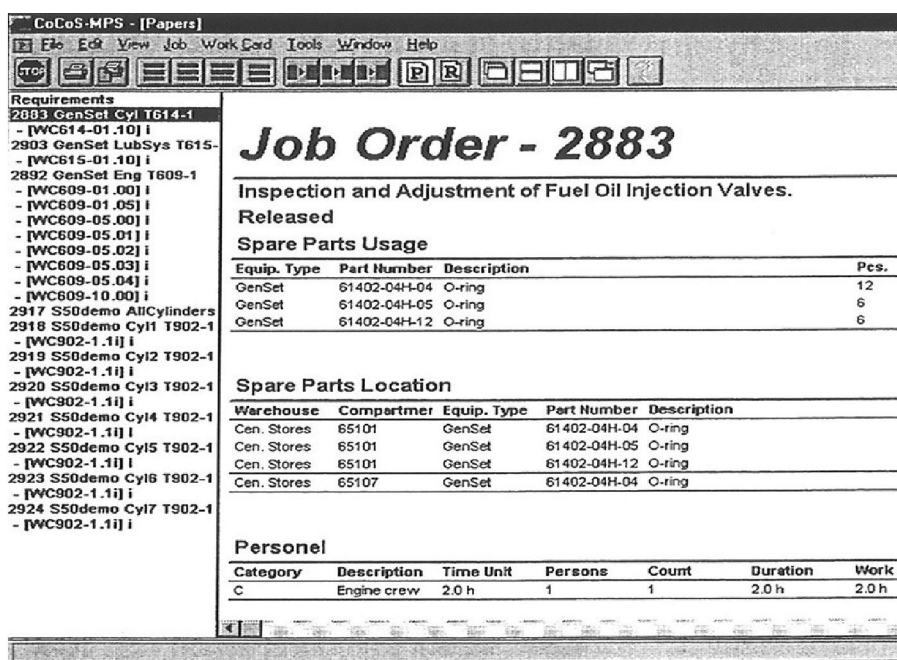 CoCoS-MPS - [Papers]
File Edit View Job Work Card Tools Window Help
STOP P R
Requirements
2883 GenSet Cyl T614-1
- [WC614-01.10] i
2903 GenSet LubSys T615-
- [WC615-01.10] i
2892 GenSet Eng T609-1
- [WC609-01.00] i
- [WC609-01.05] i
- [WC609-05.00] i
- [WC609-05.01] i
- [WC609-05.02] i
- [WC609-05.03] i
- [WC609-05.04] i
- [WC609-10.00] i
2917 S50demo AllCylinders
2918 S50demo Cyl1 T902-1
- [WC902-1.1i] i
2919 S50demo Cyl2 T902-1
- [WC902-1.1i] i
2920 S50demo Cyl3 T902-1
- [WC902-1.1i] i
2921 S50demo Cyl4 T902-1
- [WC902-1.1i] i
2922 S50demo Cyl5 T902-1
- [WC902-1.1i] i
2923 S50demo Cyl6 T902-1
- [WC902-1.1i] i
2924 S50demo Cyl7 T902-1
- [WC902-1.1i] i
Job Order - 2883
Inspection and Adjustment of Fuel Oil Injection Valves.
Released
Spare Parts Usage
Equip. Type Part Number Description Pcs.
GenSet 61402-04H-04 O-ring 12
GenSet 61402-04H-05 O-ring 6
GenSet 61402-04H-12 O-ring 6
Spare Parts Location
Warehouse Compartmer Equip. Type Part Number Description
Cen. Stores 65101 GenSet 61402-04H-04 O-ring
Cen. Stores 65101 GenSet 61402-04H-05 O-ring
Cen. Stores 65101 GenSet 61402-04H-12 O-ring
Cen. Stores 65107 GenSet 61402-04H-04 O-ring
Personel
Category Description Time Unit Persons Count Duration Work
C Engine crew 2.0 h 1 1 2.0 h 2.0 h